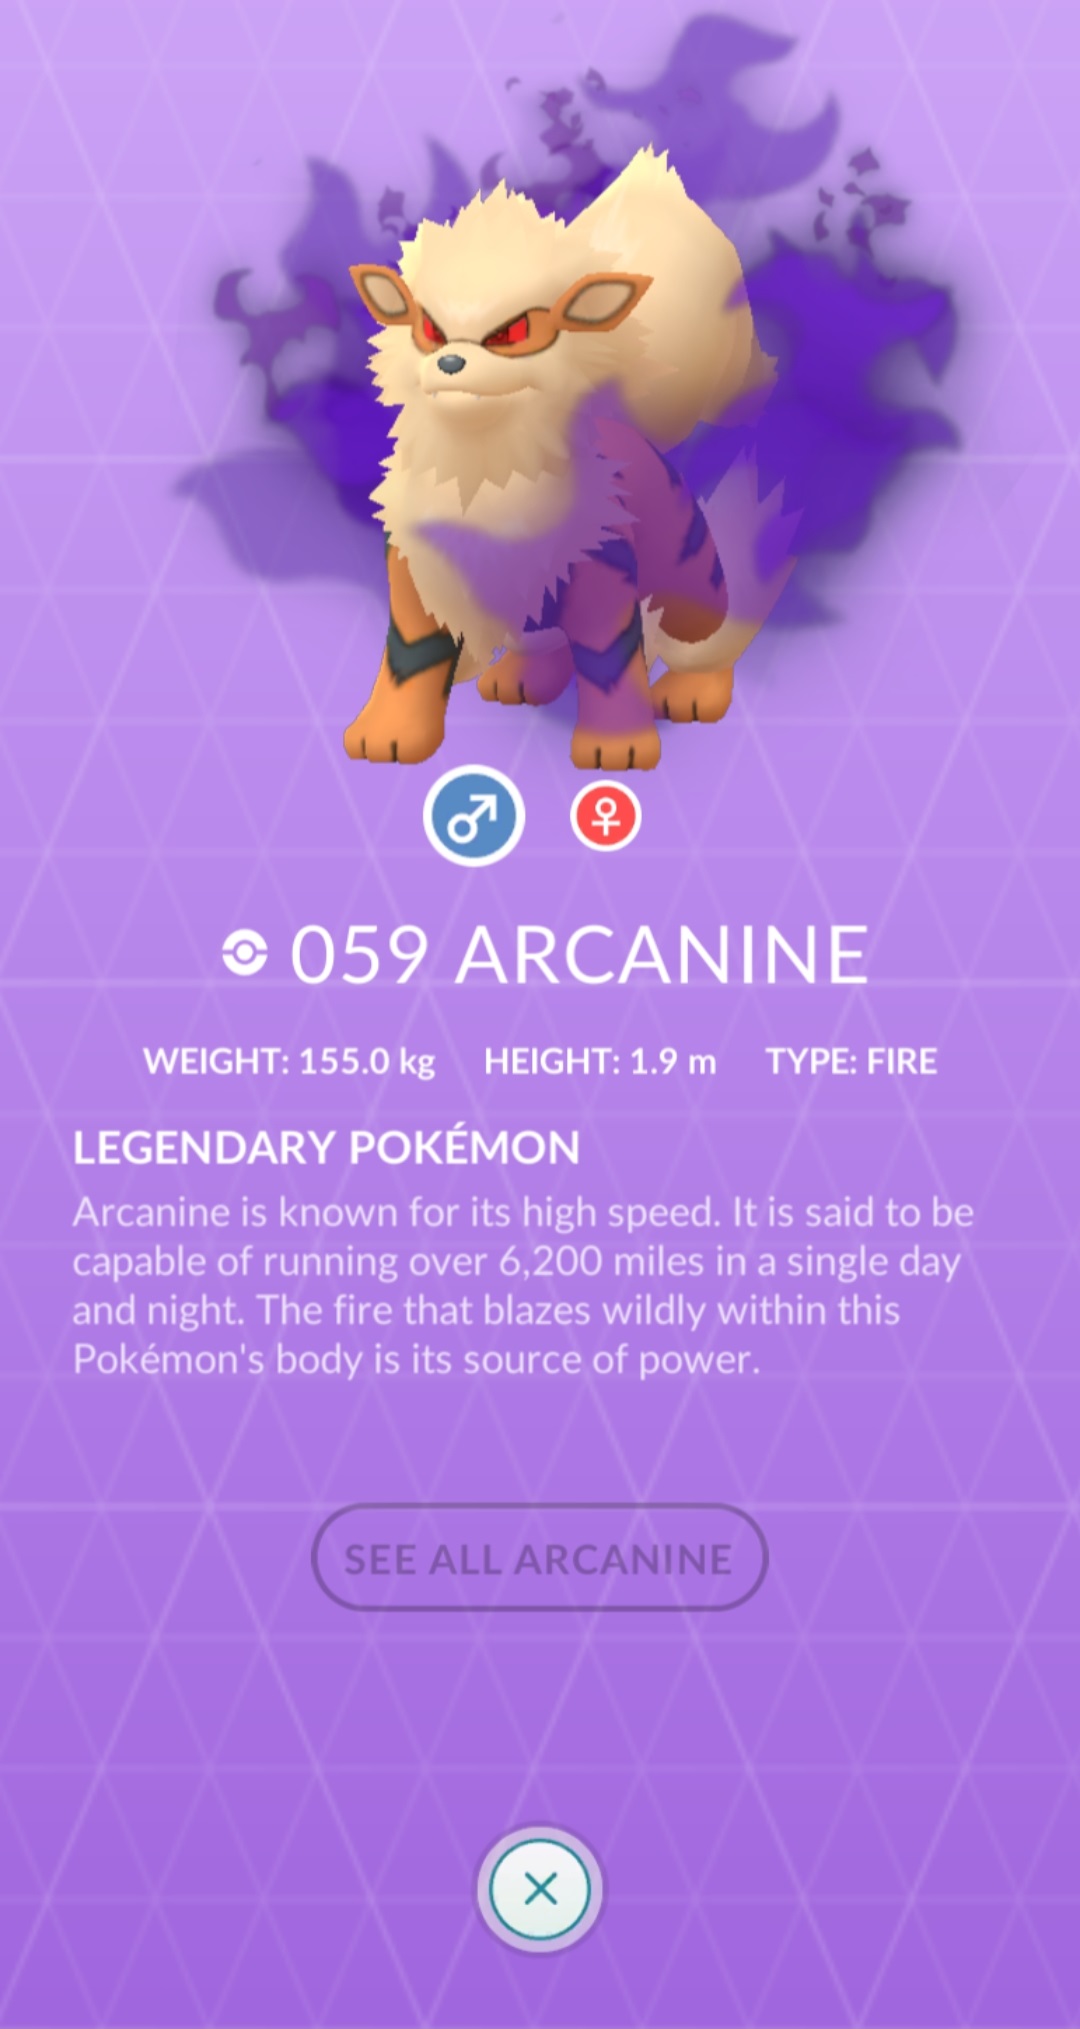 059 ARCANINE
WEIGHT: 155.0 kg HEIGHT: 1.9 m TYPE: FIRE
LEGENDARY POKÉMON
Arcanine is known for its high speed. It is said to be
capable of running over 6,200 miles in a single day
and night. The fire that blazes wildly within this
Pokémon's body is its source of power.
SEE ALL ARCANINE